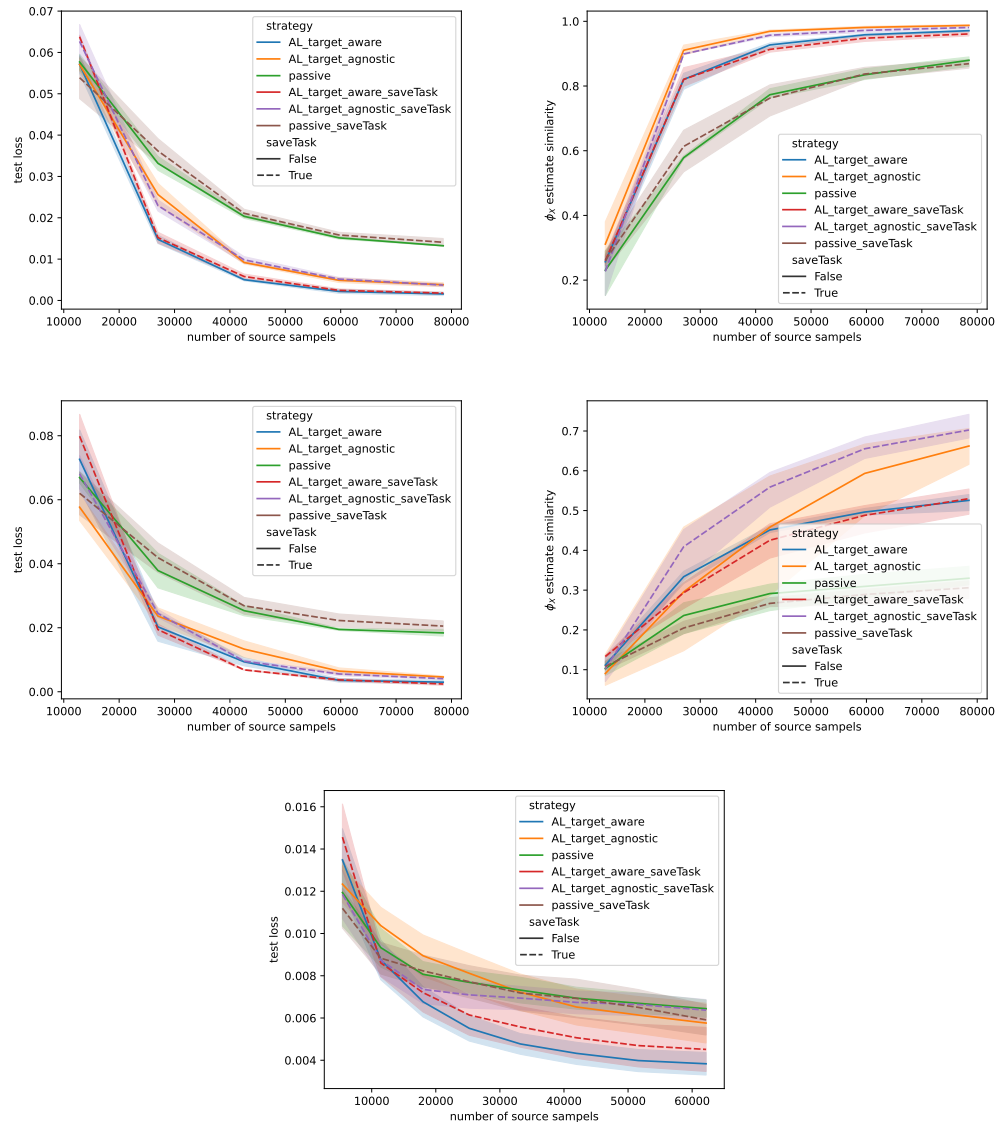 0.07
0.06
0.05
0.04
0.03
0.02
0.01
0.00
test loss
10000 20000 30000 40000 50000 60000 70000 80000
number of source sampels
strategy
AL_target_aware
AL_target_agnostic
passive
AL_target_aware_saveTask
AL_target_agnostic_saveTask
passive_saveTask
saveTask
False
True
1.0
0.8
0.6
0.4
0.2
ϕx estimate similarity
10000 20000 30000 40000 50000 60000 70000 80000
number of source sampels
strategy
AL_target_aware
AL_target_agnostic
passive
AL_target_aware_saveTask
AL_target_agnostic_saveTask
passive_saveTask
saveTask
False
True
0.08
0.06
0.04
0.02
0.00
test loss
10000 20000 30000 40000 50000 60000 70000 80000
number of source sampels
strategy
AL_target_aware
AL_target_agnostic
passive
AL_target_aware_saveTask
AL_target_agnostic_saveTask
passive_saveTask
saveTask
False
True
0.7
0.6
0.5
0.4
0.3
0.2
0.1
ϕx estimate similarity
10000 20000 30000 40000 50000 60000 70000 80000
number of source sampels
strategy
AL_target_aware
AL_target_agnostic
passive
AL_target_aware_saveTask
AL_target_agnostic_saveTask
passive_saveTask
saveTask
False
True
0.016
0.014
0.012
0.010
0.008
0.006
0.004
test loss
10000 20000 30000 40000 50000 60000
number of source sampels
strategy
AL_target_aware
AL_target_agnostic
passive
AL_target_aware_saveTask
AL_target_agnostic_saveTask
passive_saveTask
saveTask
False
True